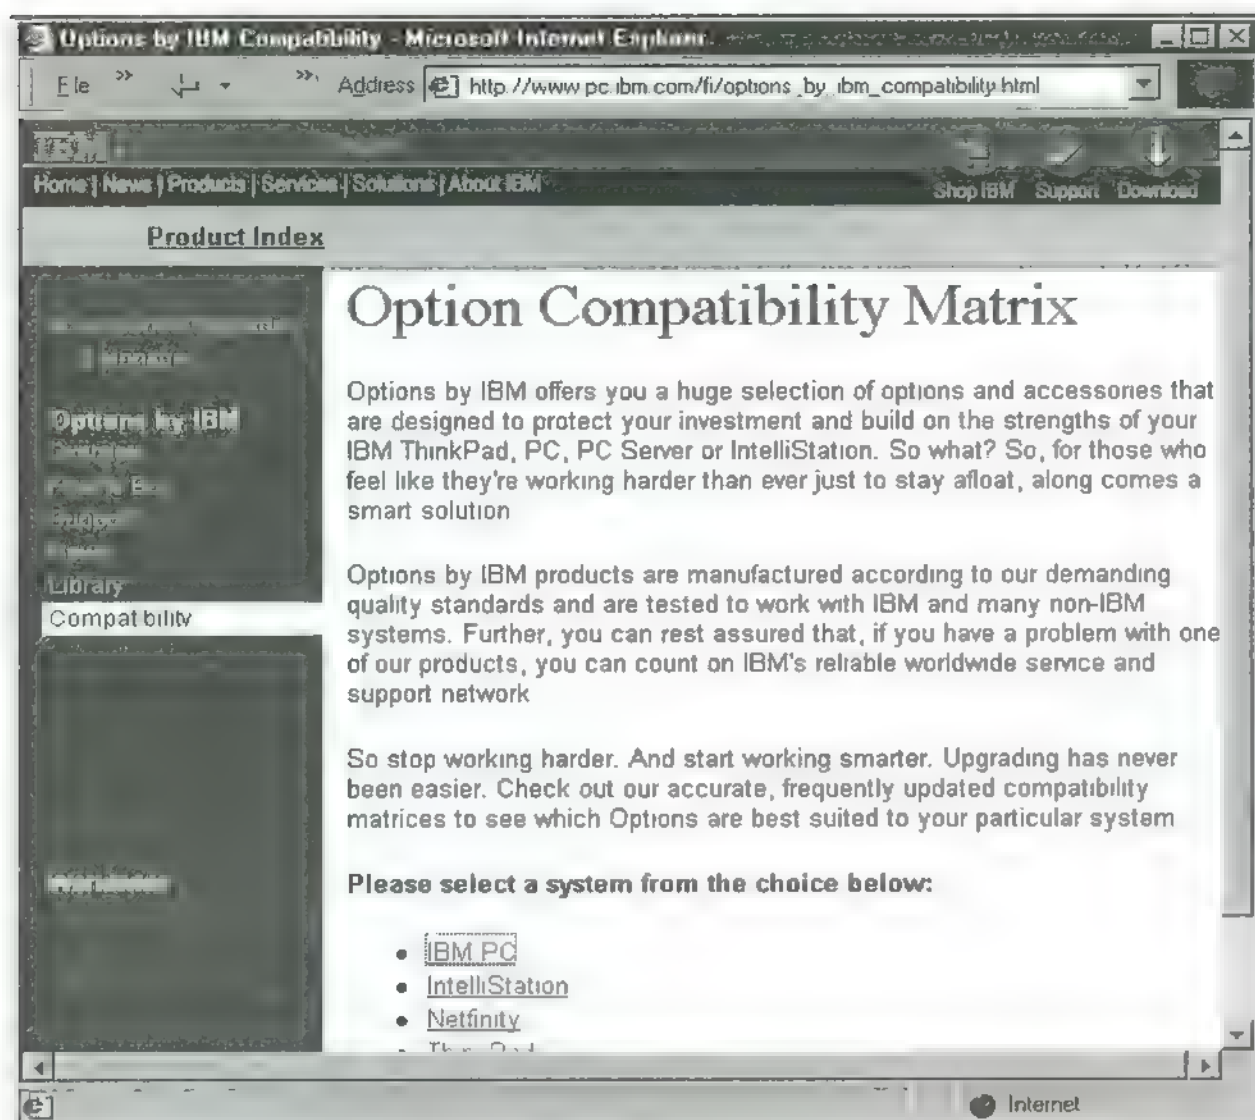 Options by IBM Compatibility - Microsoft Internet Explorer
File >> >> Address http://www.pc.ibm.com/fi/options_by_ibm_compatibility.html
Home | News | Products | Services | Solutions | About IBM
Shop IBM Support Download
Product Index
Options by IBM
Library
Compatibility
Option Compatibility Matrix
Options by IBM offers you a huge selection of options and accessories that
are designed to protect your investment and build on the strengths of your
IBM ThinkPad, PC, PC Server or IntelliStation. So what? So, for those who
feel like they're working harder than ever just to stay afloat, along comes a
smart solution
Options by IBM products are manufactured according to our demanding
quality standards and are tested to work with IBM and many non-IBM
systems. Further, you can rest assured that, if you have a problem with one
of our products, you can count on IBM's reliable worldwide service and
support network
So stop working harder. And start working smarter. Upgrading has never
been easier. Check out our accurate, frequently updated compatibility
matrices to see which Options are best suited to your particular system
Please select a system from the choice below:
• IBM PC
• IntelliStation
• Netfinity
• ThinkPad
Internet